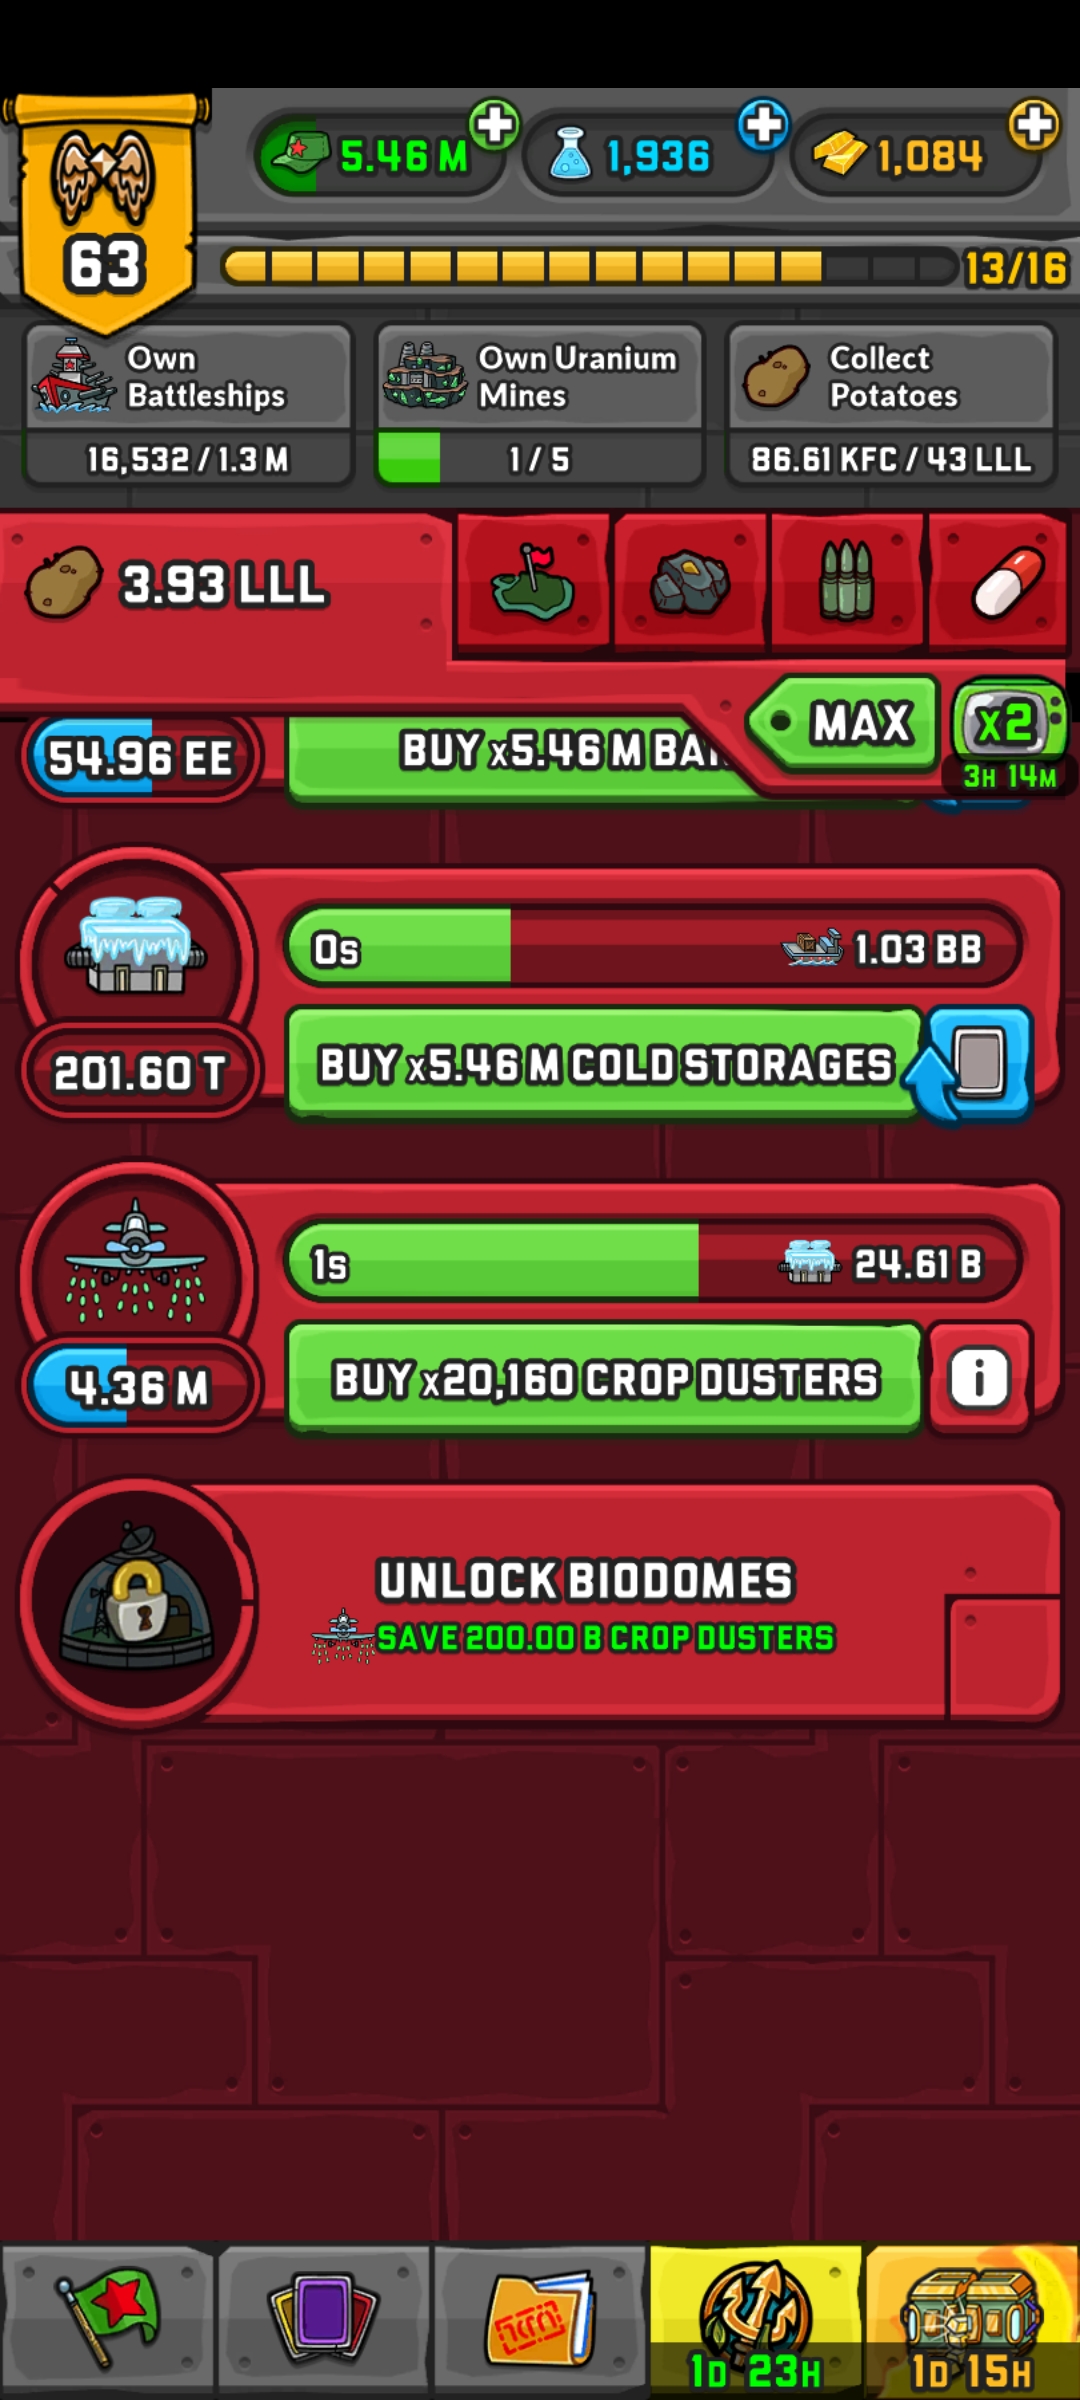 5.46 M
1,936
1,084
63
13/16
Own
Battleships
16,532 / 1.3 M
Own Uranium
Mines
1 / 5
Collect
Potatoes
86.61 KFC / 43 LLL
3.93 LLL
MAX
x2
3H 14M
54.96 EE
BUY x5.46 M BA
0s
1.03 BB
201.60 T
BUY x5.46 M COLD STORAGES
1s
24.61 B
4.36 M
BUY x20,160 CROP DUSTERS
i
UNLOCK BIODOMES
SAVE 200.00 B CROP DUSTERS
1D 23H
1D 15H